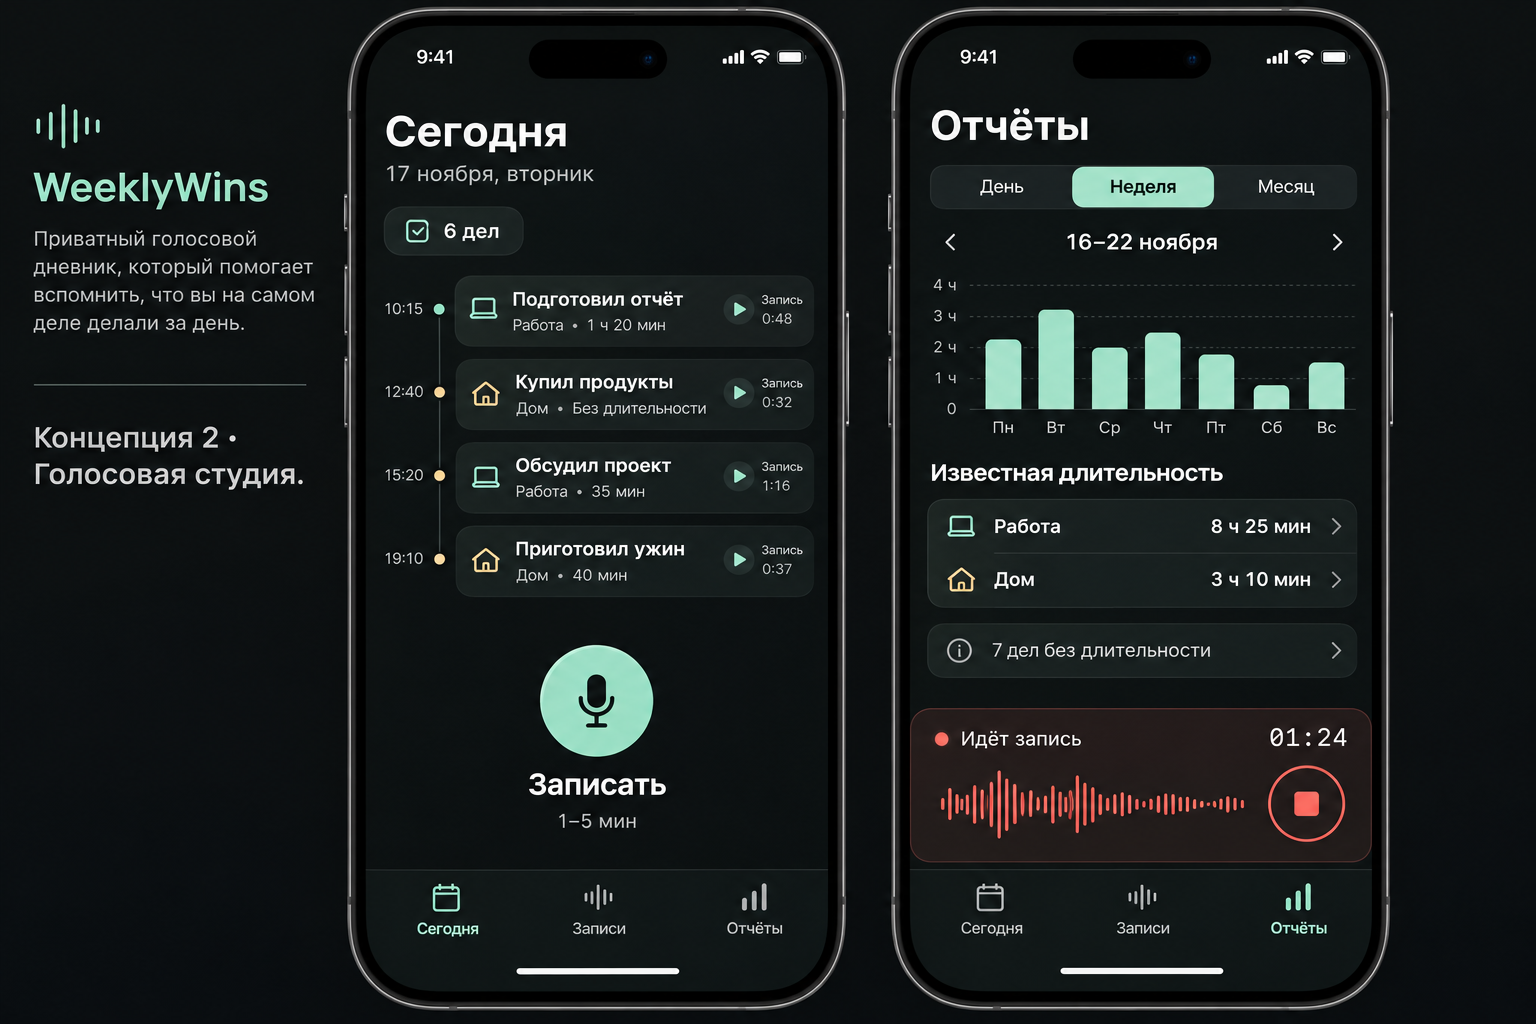 WeeklyWins
Приватный голосовой
дневник, который помогает
вспомнить, что вы на самом
деле делали за день.
Концепция 2 •
Голосовая студия.
9:41
Сегодня
17 ноября, вторник
6 дел
10:15
Подготовил отчёт
Работа • 1 ч 20 мин
Запись
0:48
12:40
Купил продукты
Дом • Без длительности
Запись
0:32
15:20
Обсудил проект
Работа • 35 мин
Запись
1:16
19:10
Приготовил ужин
Дом • 40 мин
Запись
0:37
Записать
1–5 мин
Сегодня
Записи
Отчёты
9:41
Отчёты
День
Неделя
Месяц
16–22 ноября
4 ч
3 ч
2 ч
1 ч
0
Пн
Вт
Ср
Чт
Пт
Сб
Вс
Известная длительность
Работа
8 ч 25 мин
Дом
3 ч 10 мин
7 дел без длительности
Идёт запись
01:24
Сегодня
Записи
Отчёты